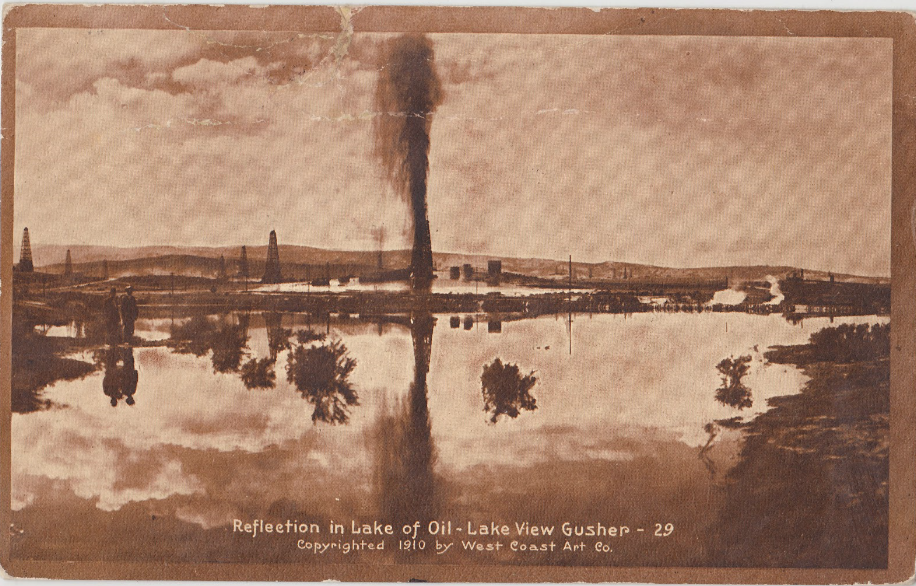 Reflection in Lake of Oil - Lake View Gusher - 29
Copyrighted 1910 by West Coast Art Co.